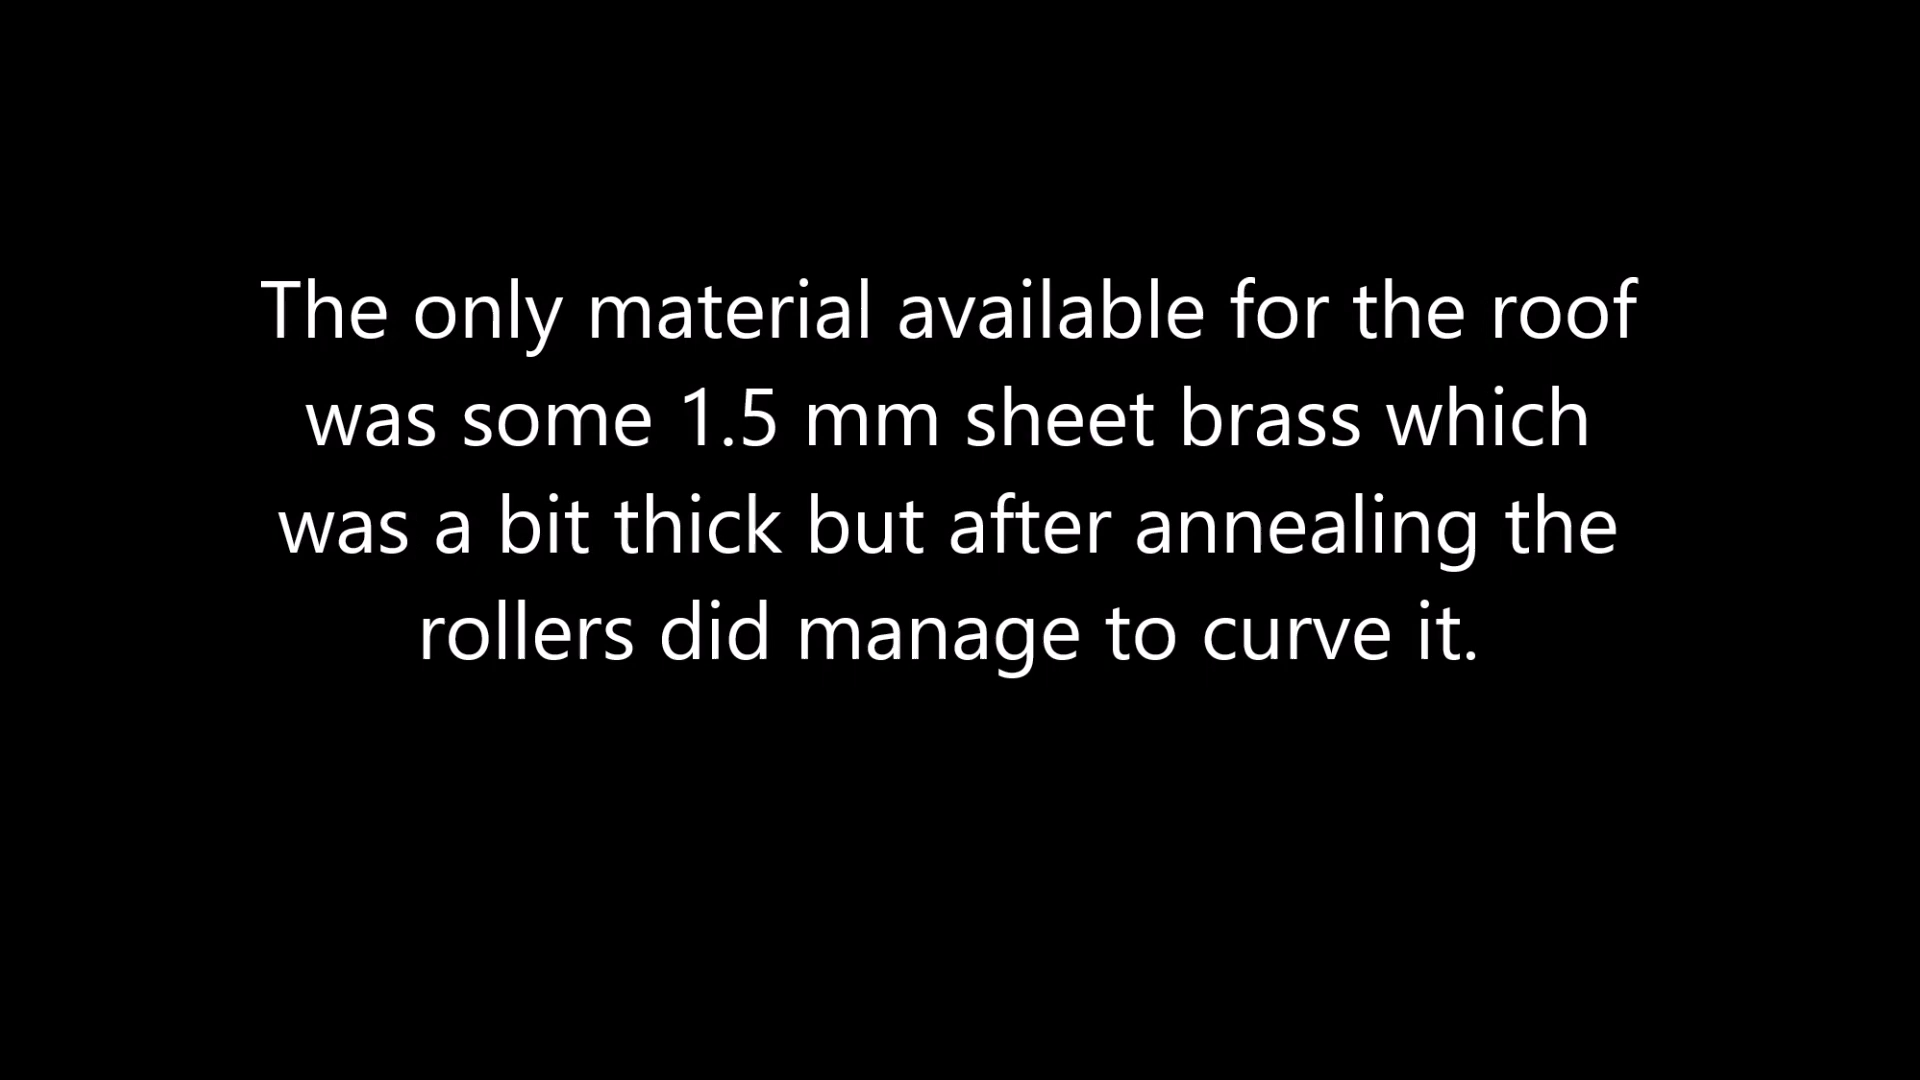 The only material available for the roof
was some 1.5 mm sheet brass which
was a bit thick but after annealing the
rollers did manage to curve it.